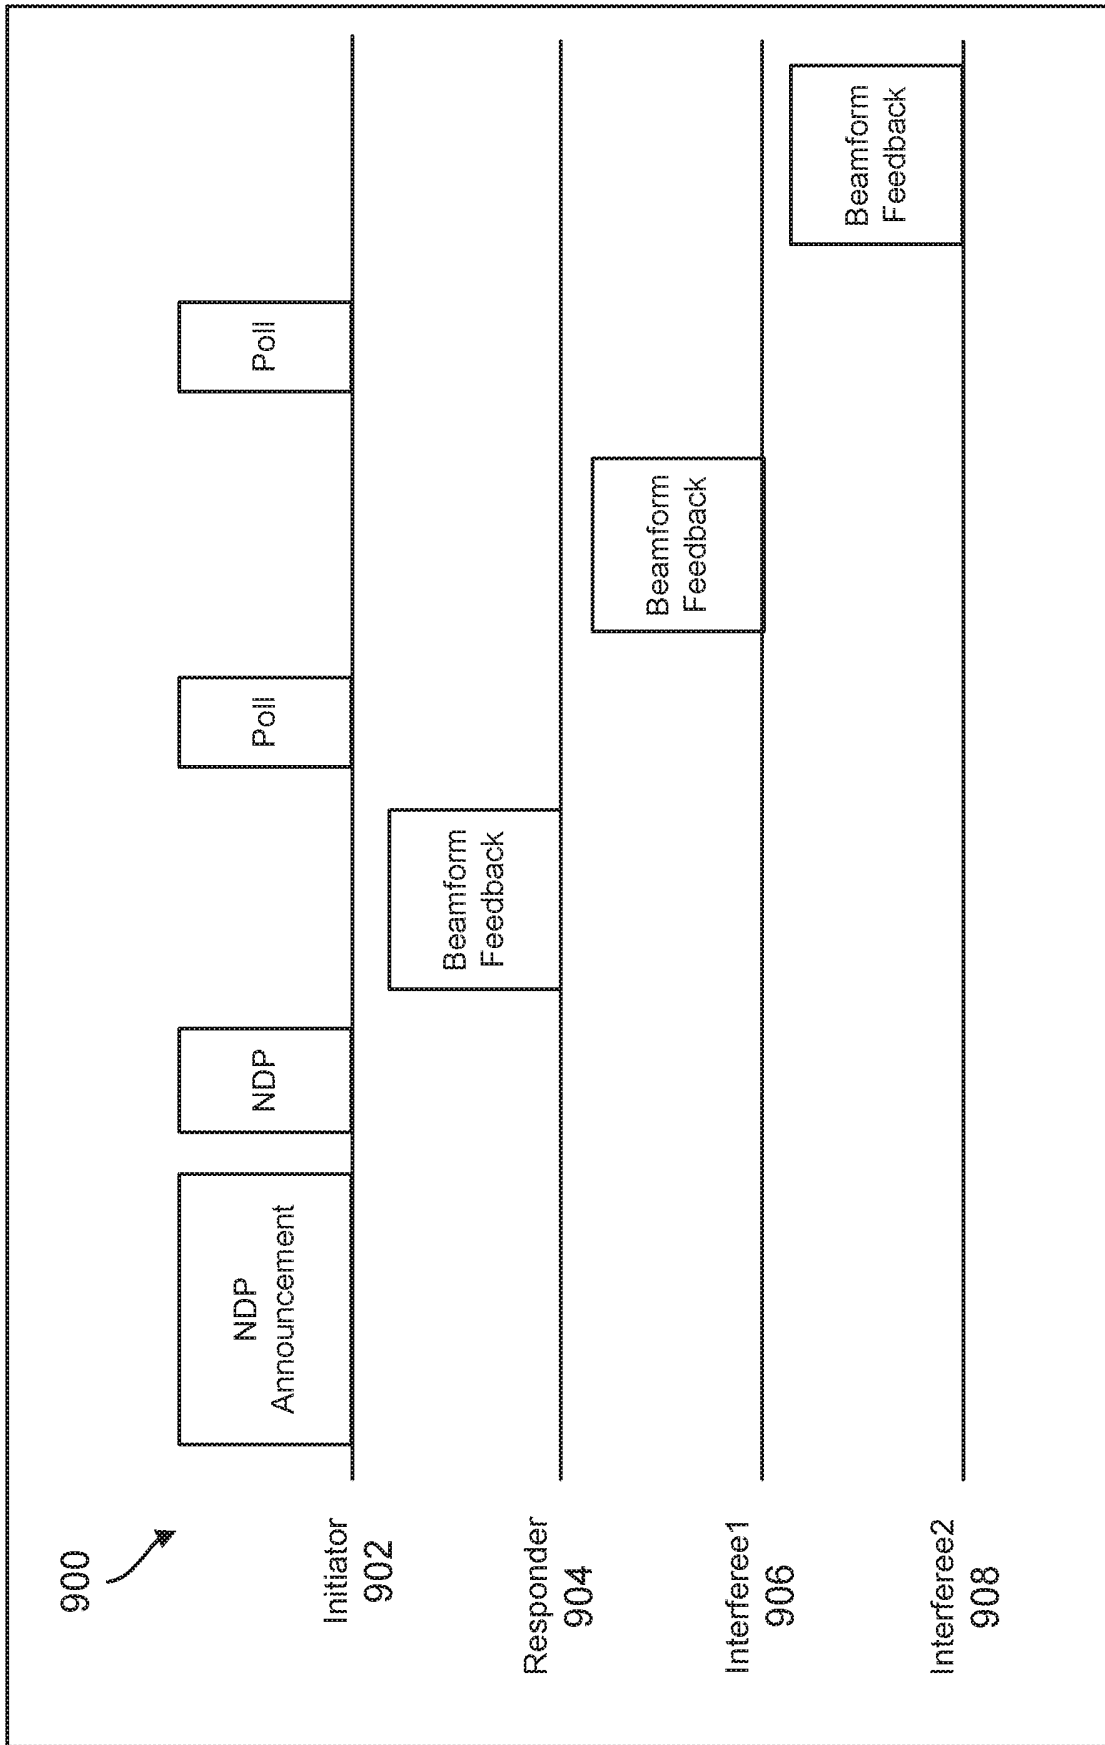 900
NDP
Announcement
NDP
Poll
Poll
Initiator
902
Beamform
Feedback
Responder
904
Beamform
Feedback
Interferee1
906
Beamform
Feedback
Interferee2
908